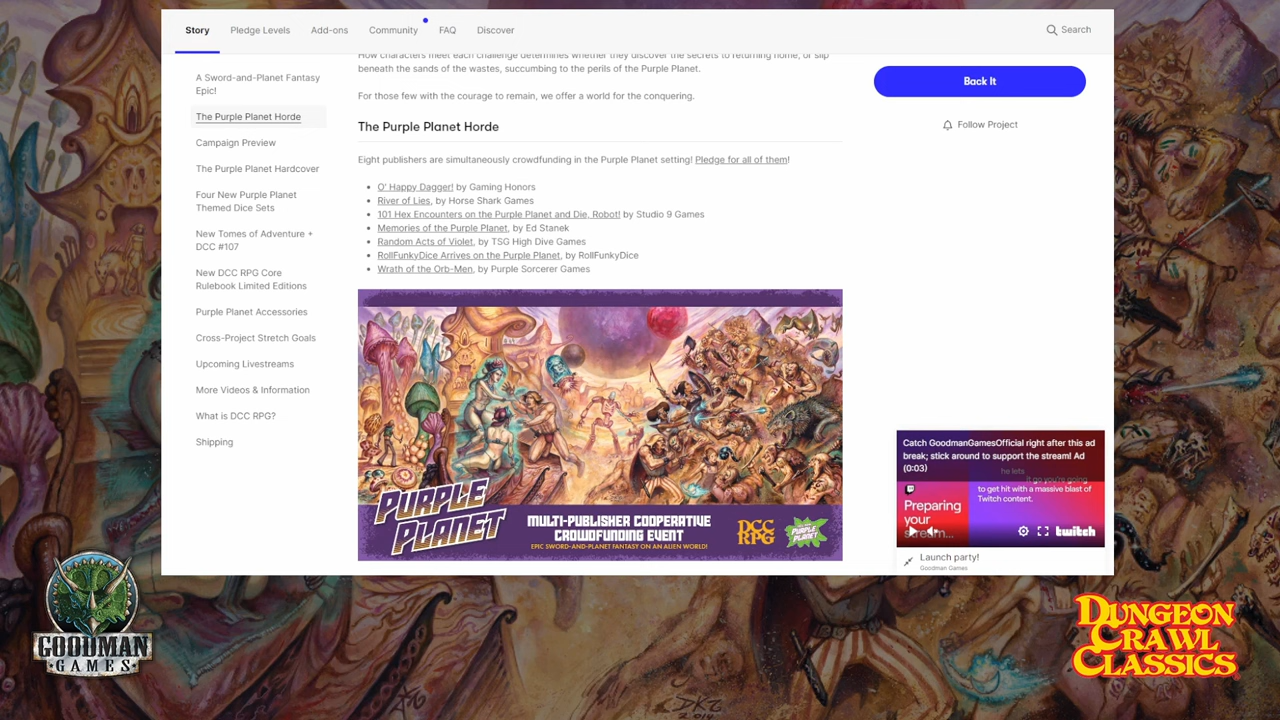 Story Pledge Levels Add-ons Community FAQ Discover Search
A Sword-and-Planet Fantasy
Epic!
The Purple Planet Horde
Campaign Preview
The Purple Planet Hardcover
Four New Purple Planet
Themed Dice Sets
New Tomes of Adventure +
DCC #107
New DCC RPG Core
Rulebook Limited Editions
Purple Planet Accessories
Cross-Project Stretch Goals
Upcoming Livestreams
More Videos & Information
What is DCC RPG?
Shipping
How characters meet each challenge determines whether they discover the secrets to returning home, or slip
beneath the sands of the wastes, succumbing to the perils of the Purple Planet.
For those few with the courage to remain, we offer a world for the conquering.
The Purple Planet Horde
Eight publishers are simultaneously crowdfunding in the Purple Planet setting! Pledge for all of them!
O' Happy Dagger! by Gaming Honors
River of Lies, by Horse Shark Games
101 Hex Encounters on the Purple Planet and Die, Robot! by Studio 9 Games
Memories of the Purple Planet, by Ed Stanek
Random Acts of Violet, by TSG High Dive Games
RollFunkyDice Arrives on the Purple Planet, by RollFunkyDice
Wrath of the Orb-Men, by Purple Sorcerer Games
PURPLE
PLANET
MULTI-PUBLISHER COOPERATIVE
CROWDFUNDING EVENT
EPIC SWORD-AND-PLANET FANTASY ON AN ALIEN WORLD!
DCC
RPG
PURPLE
PLANET
Back It
Follow Project
Catch GoodmanGamesOfficial right after this ad
break; stick around to support the stream! Ad
(0:03)
he lets
it go you're going
to get hit with a massive blast of
Twitch content.
Preparing
your
stream...
twitch
Launch party!
Goodman Games
GOODMAN
GAMES
DUNGEON
CRAWL
CLASSICS
DKZ
2014